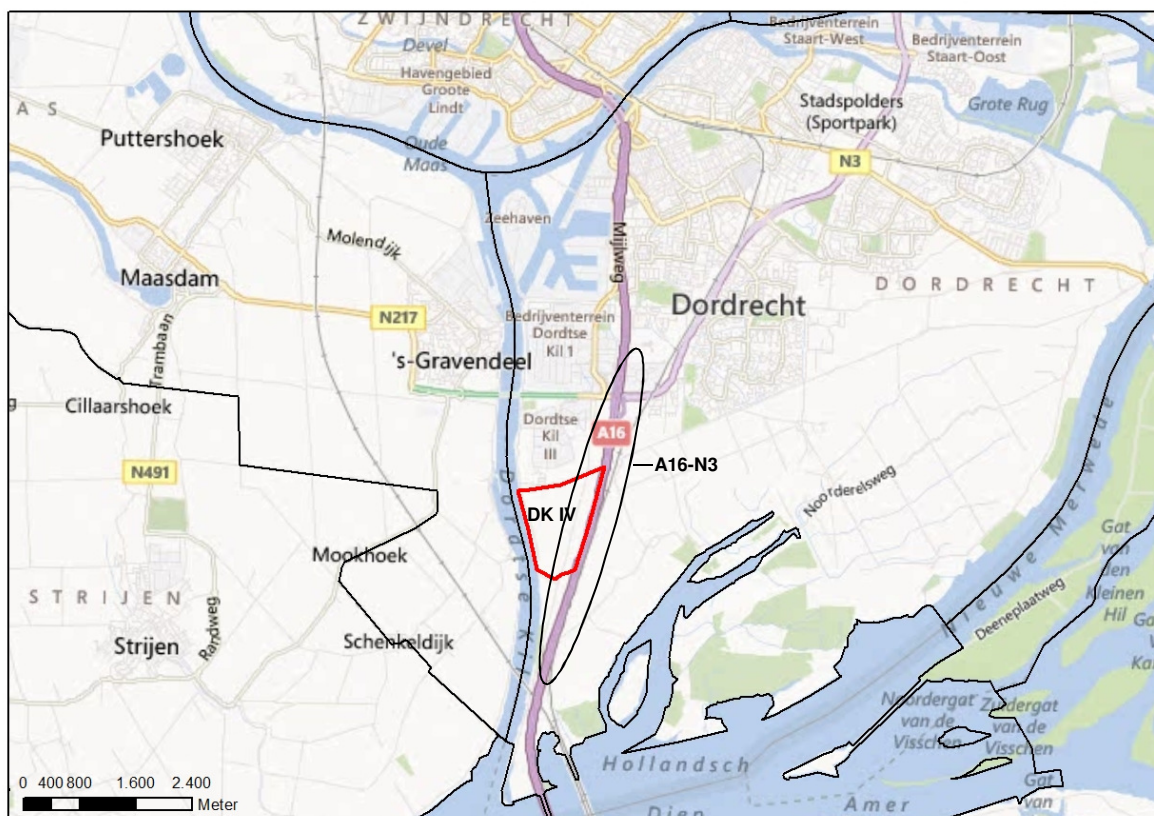 ZWIJNDRECHT
Devel
Havengebied
Groote
Lindt
Bedrijventerrein
Staart-West
Bedrijventerrein
Staart-Oost
Grote Rug
AS
Puttershoek
Oude
Maas
Stadspolders
(Sportpark)
N3
Zeehaven
Molendijk
Mijlweg
Maasdam
DORDRECHT
Dordrecht
N217
Bedrijventerrein
Dordtse
Kil 1
's-Gravendeel
Trambaan
Cillaarshoek
Dordtse
Kil
III
A16
A16-N3
N491
DK IV
Noorderelsweg
Dordtse Kil
Nieuwe Merwede
Mookhoek
Gat
van
den
Kleinen
Hil
Deeneplaatweg
STRIJEN
Randweg
Strijen
Schenkeldijk
Noordergat
van de
Visschen
Zuidergat
van de
Visschen
Hollandsch
Diep
Amer
Gat
van
0 400 800 1.600 2.400
Meter